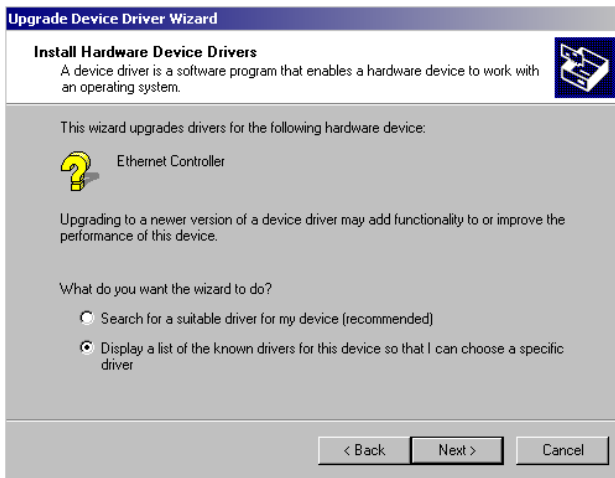 Upgrade Device Driver Wizard
Install Hardware Device Drivers
A device driver is a software program that enables a hardware device to work with
an operating system.
This wizard upgrades drivers for the following hardware device:
Ethernet Controller
Upgrading to a newer version of a device driver may add functionality to or improve the
performance of this device.
What do you want the wizard to do?
Search for a suitable driver for my device (recommended)
Display a list of the known drivers for this device so that I can choose a specific
driver
< Back
Next >
Cancel